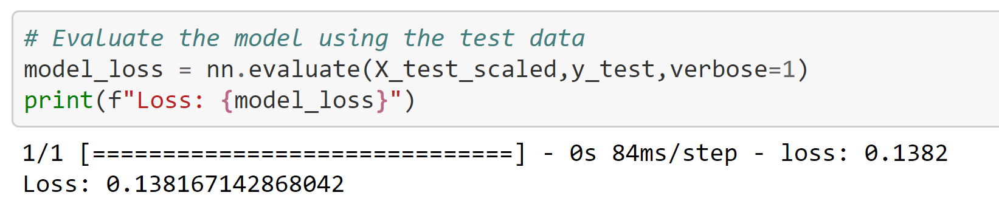 # Evaluate the model using the test data
model_loss = nn.evaluate(X_test_scaled,y_test,verbose=1)
print(f"Loss: {model_loss}")
1/1 [==============================] - 0s 84ms/step - loss: 0.1382
Loss: 0.138167142868042